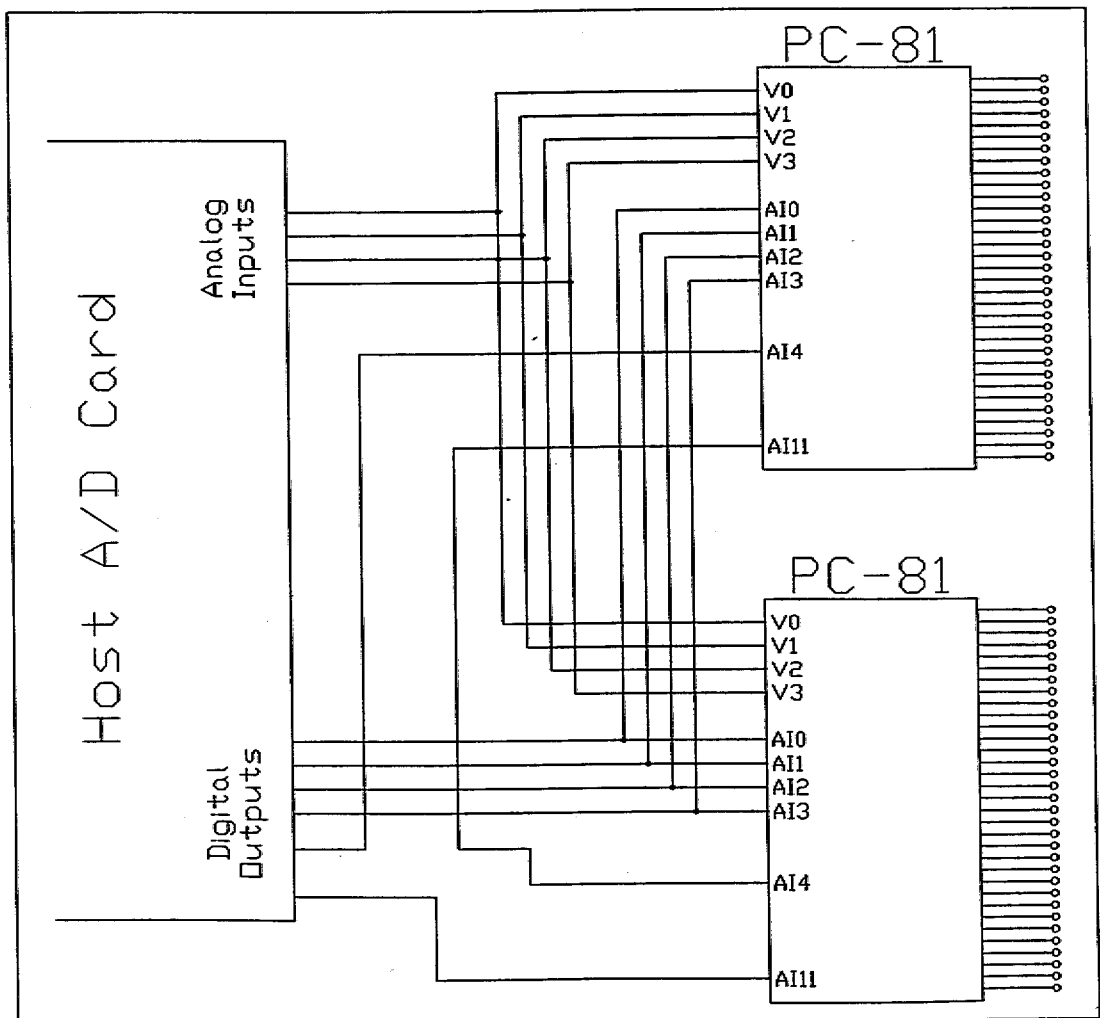 PC-81
V0
V1
V2
V3
AI0
AI1
AI2
AI3
AI4
AI11
Analog
Inputs
Host A/D Card
Digital
Outputs
PC-81
V0
V1
V2
V3
AI0
AI1
AI2
AI3
AI4
AI11